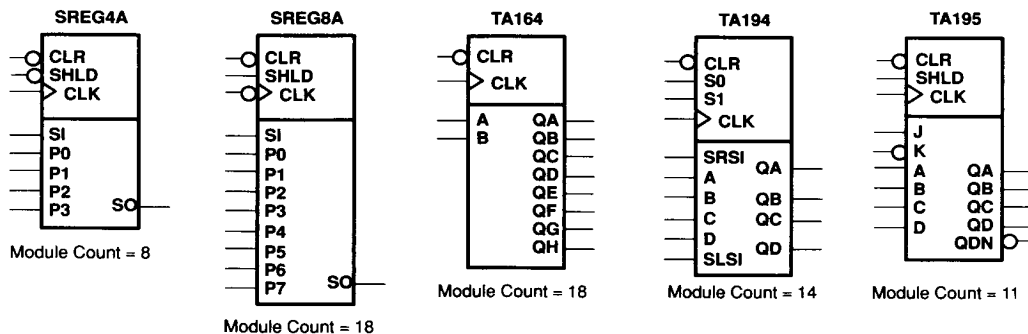 SREG4A
CLR
SHLD
CLK
SI
P0
P1
P2
P3
SO
Module Count = 8
SREG8A
CLR
SHLD
CLK
SI
P0
P1
P2
P3
P4
P5
P6
P7
SO
Module Count = 18
TA164
CLR
CLK
A QA
B QB
QC
QD
QE
QF
QG
QH
Module Count = 18
TA194
CLR
S0
S1
CLK
SRSI
A QA
B QB
C QC
D QD
SLSI
Module Count = 14
TA195
CLR
SHLD
CLK
J
K
A QA
B QB
C QC
D QD
QDN
Module Count = 11